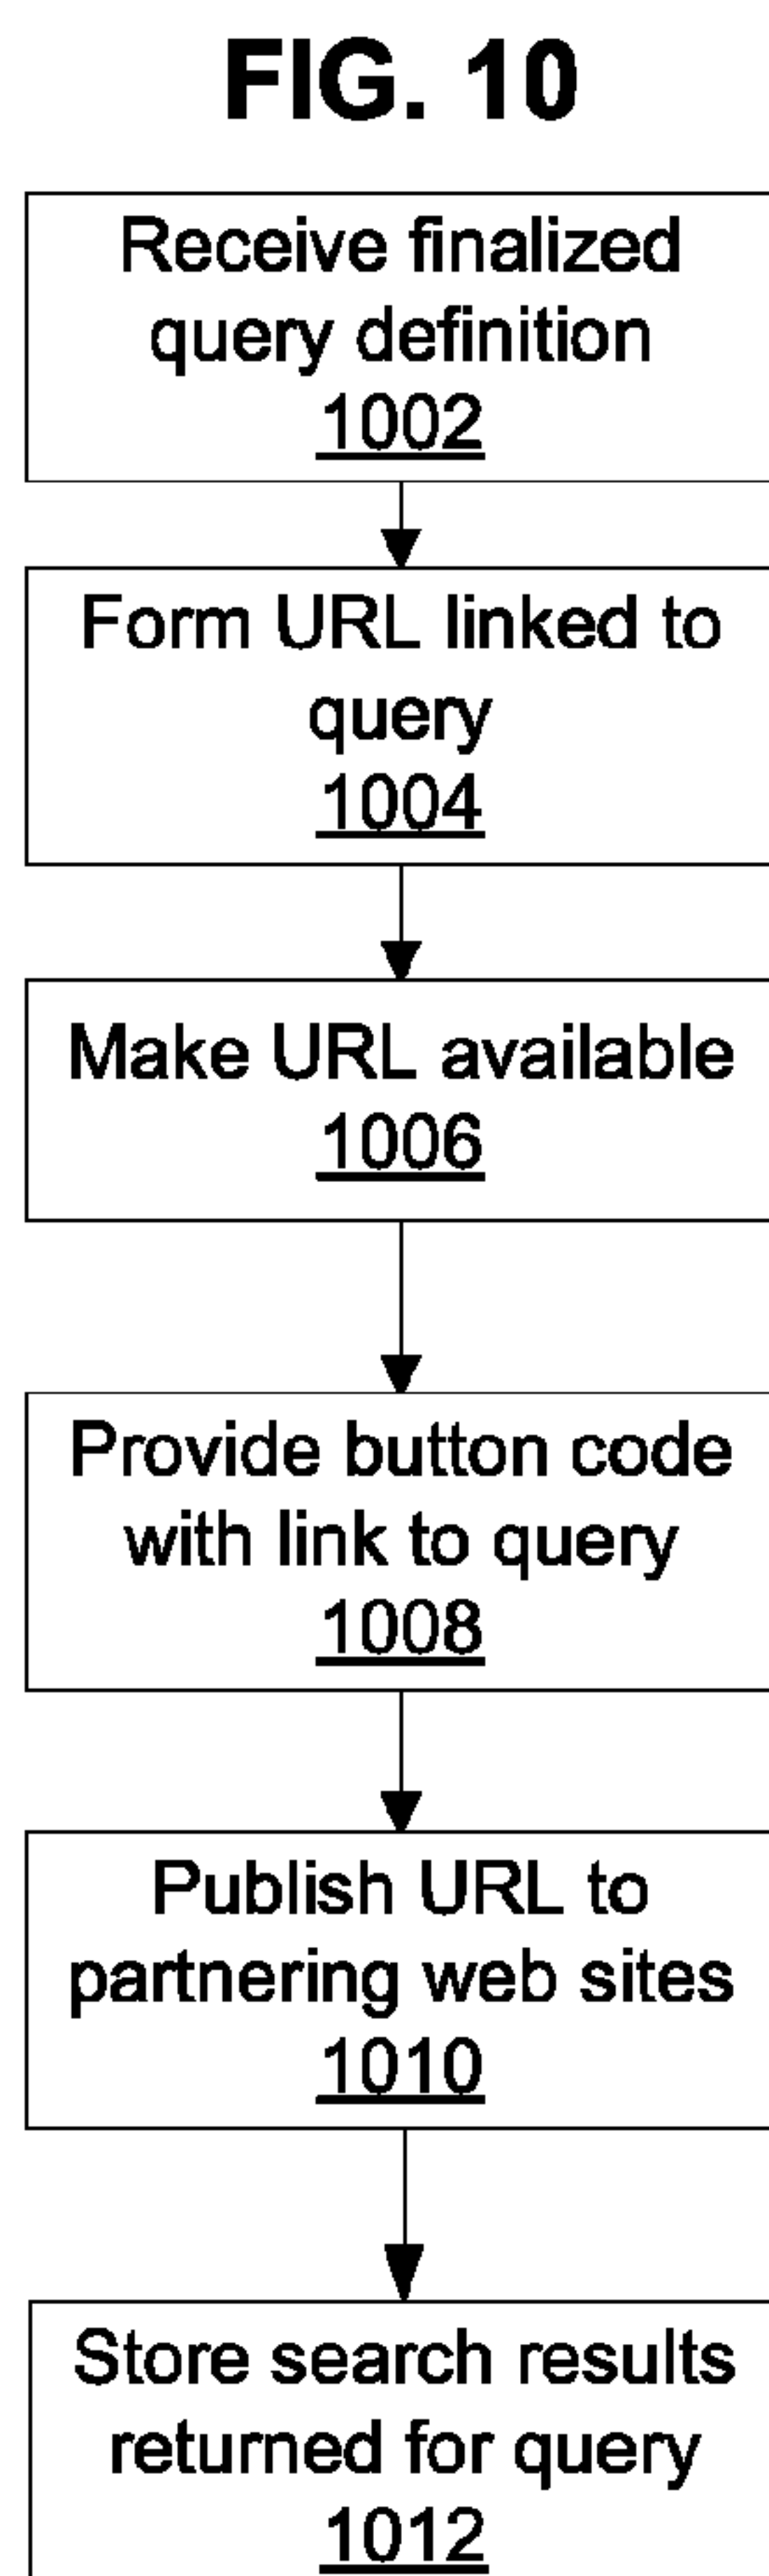 FIG. 10
Receive finalized
query definition
1002
Form URL linked to
query
1004
Make URL available
1006
Provide button code
with link to query
1008
Publish URL to
partnering web sites
1010
Store search results
returned for query
1012